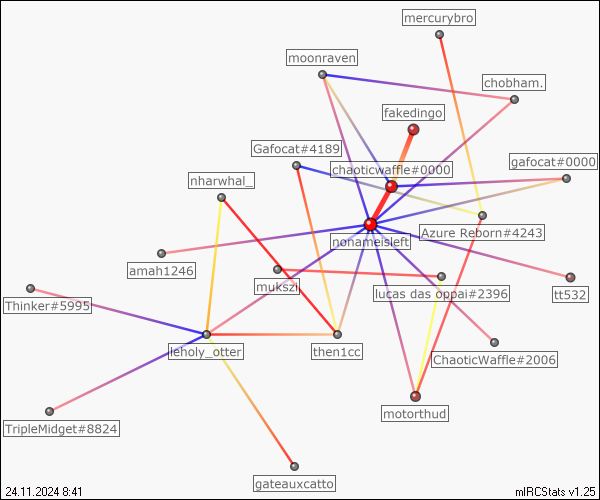 mercurybro
moonraven
chobham.
fakedingo
Gafocat#4189
chaoticwaffle#0000
gafocat#0000
nharwhal_
Azure Reborn#4243
nonameisleft
amah1246
mukszi
lucas das oppai#2396
tt532
Thinker#5995
leholy_otter
then1cc
ChaoticWaffle#2006
motorthud
TripleMidget#8824
gateauxcatto
24.11.2024 8:41
mIRCStats v1.25